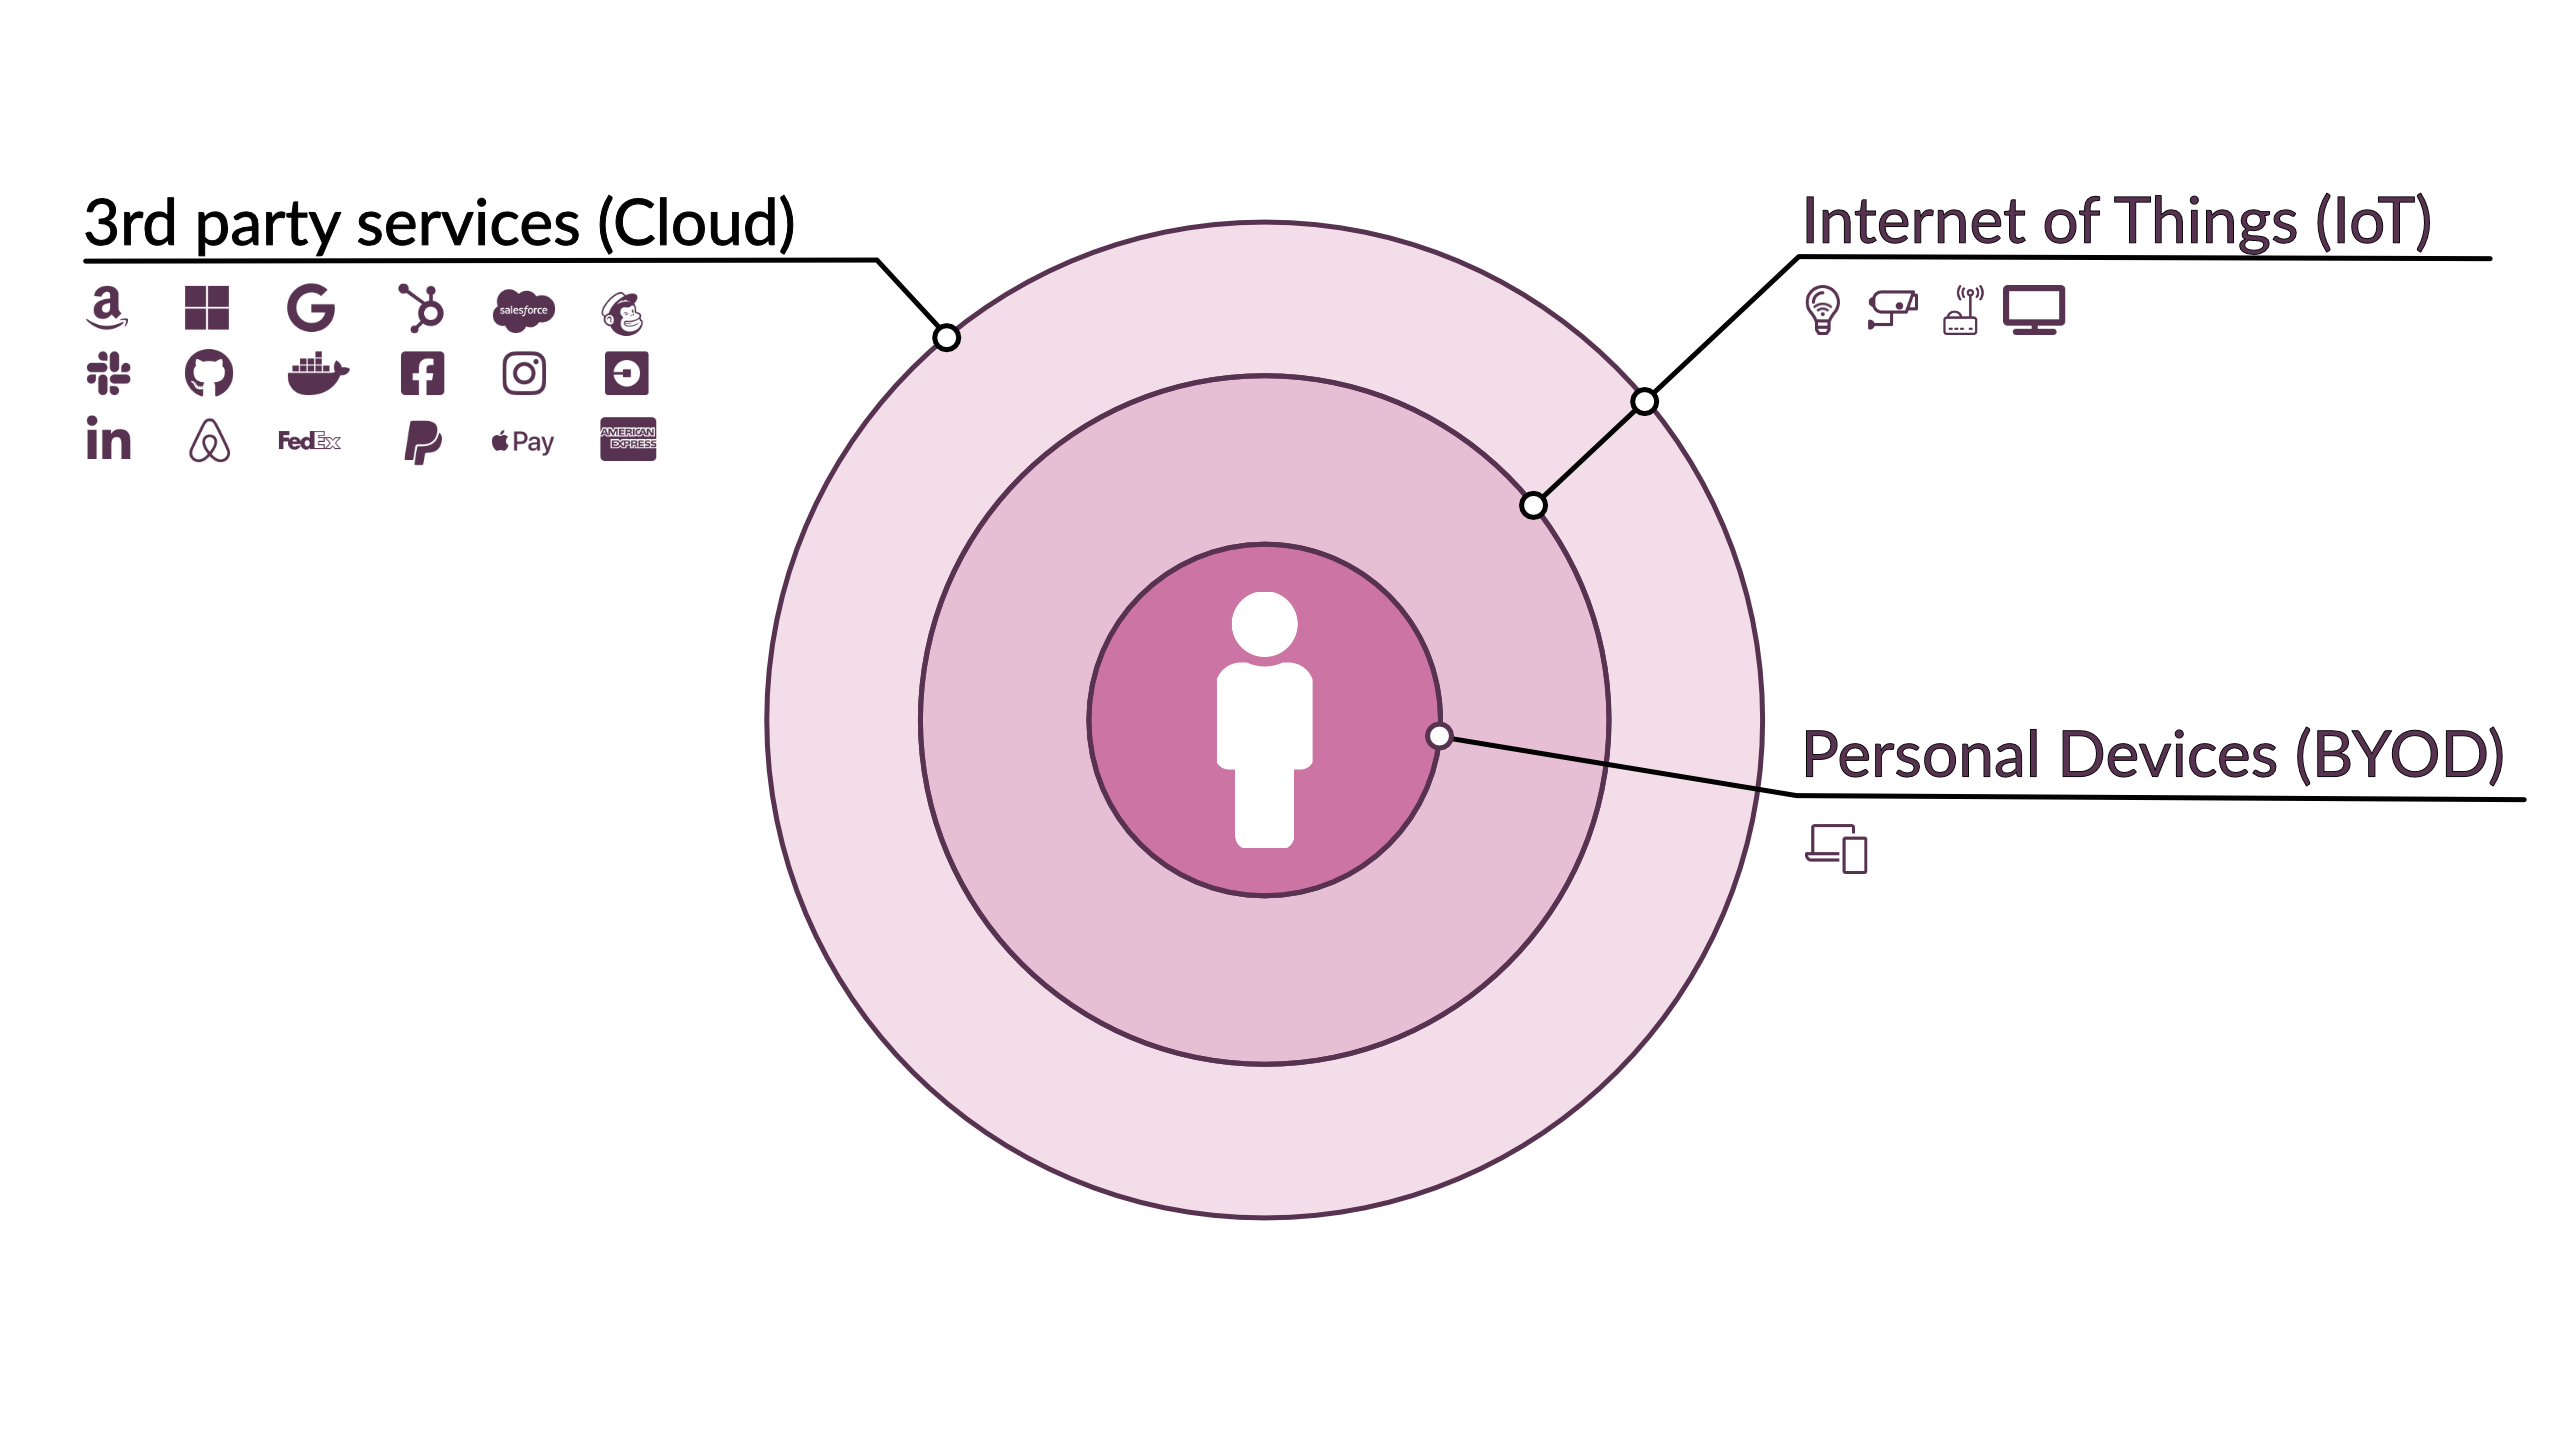 3rd party services (Cloud)
salesforce
FedEx
Pay
AMERICAN EXPRESS
Internet of Things (IoT)
Personal Devices (BYOD)